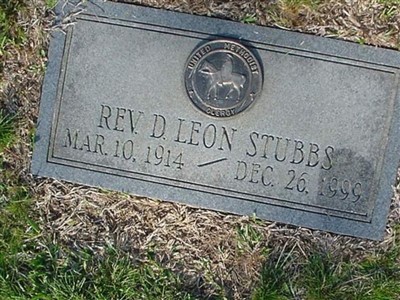 UNITED METHODIST
CLERGY
REV. D. LEON STUBBS
MAR. 10, 1914 — DEC. 26, 1999